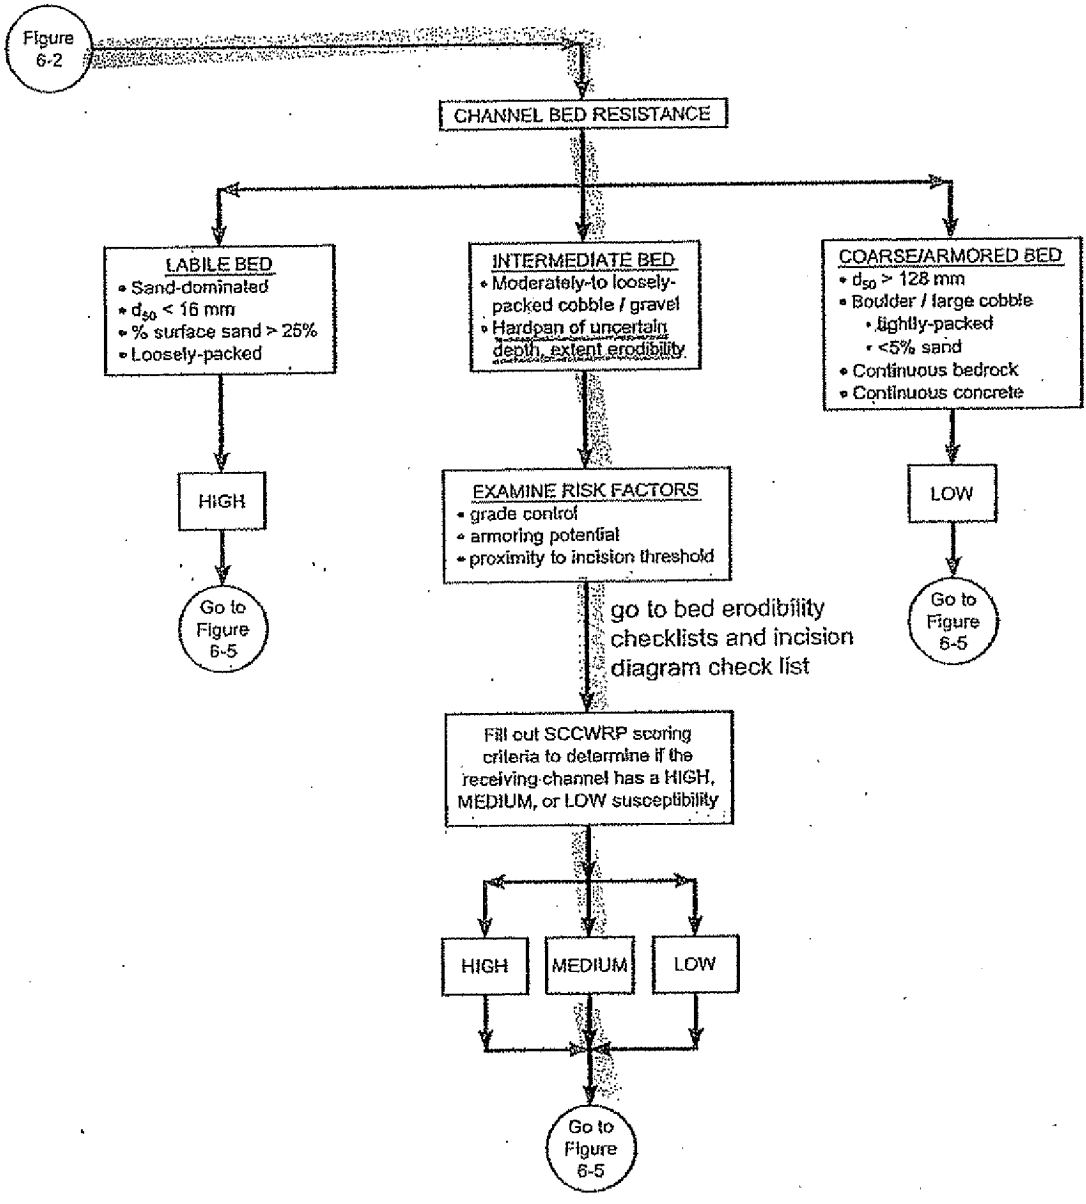 Figure
6-2
CHANNEL BED RESISTANCE
LABILE BED
• Sand-dominated
• d50 < 16 mm
• % surface sand > 25%
• Loosely-packed
INTERMEDIATE BED
• Moderately-to loosely-
packed cobble / gravel
• Hardpan of uncertain
depth, extent erodibility
COARSE/ARMORED BED
• d50 > 128 mm
• Boulder / large cobble
• tightly-packed
• <5% sand
• Continuous bedrock
• Continuous concrete
HIGH
EXAMINE RISK FACTORS
• grade control
• armoring potential
• proximity to incision threshold
LOW
Go to
Figure
6-5
go to bed erodibility
checklists and incision
diagram check list
Go to
Figure
6-5
Fill out SCCWRP scoring
criteria to determine if the
receiving channel has a HIGH,
MEDIUM, or LOW susceptibility
HIGH
MEDIUM
LOW
Go to
Figure
6-5